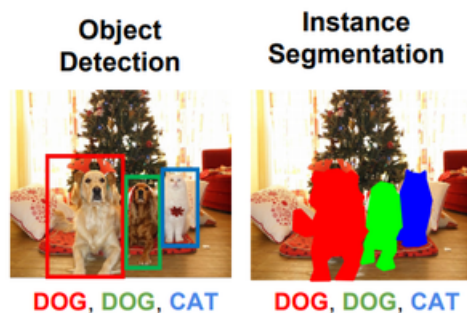 Object
Detection
Instance
Segmentation
DOG, DOG, CAT
DOG, DOG, CAT